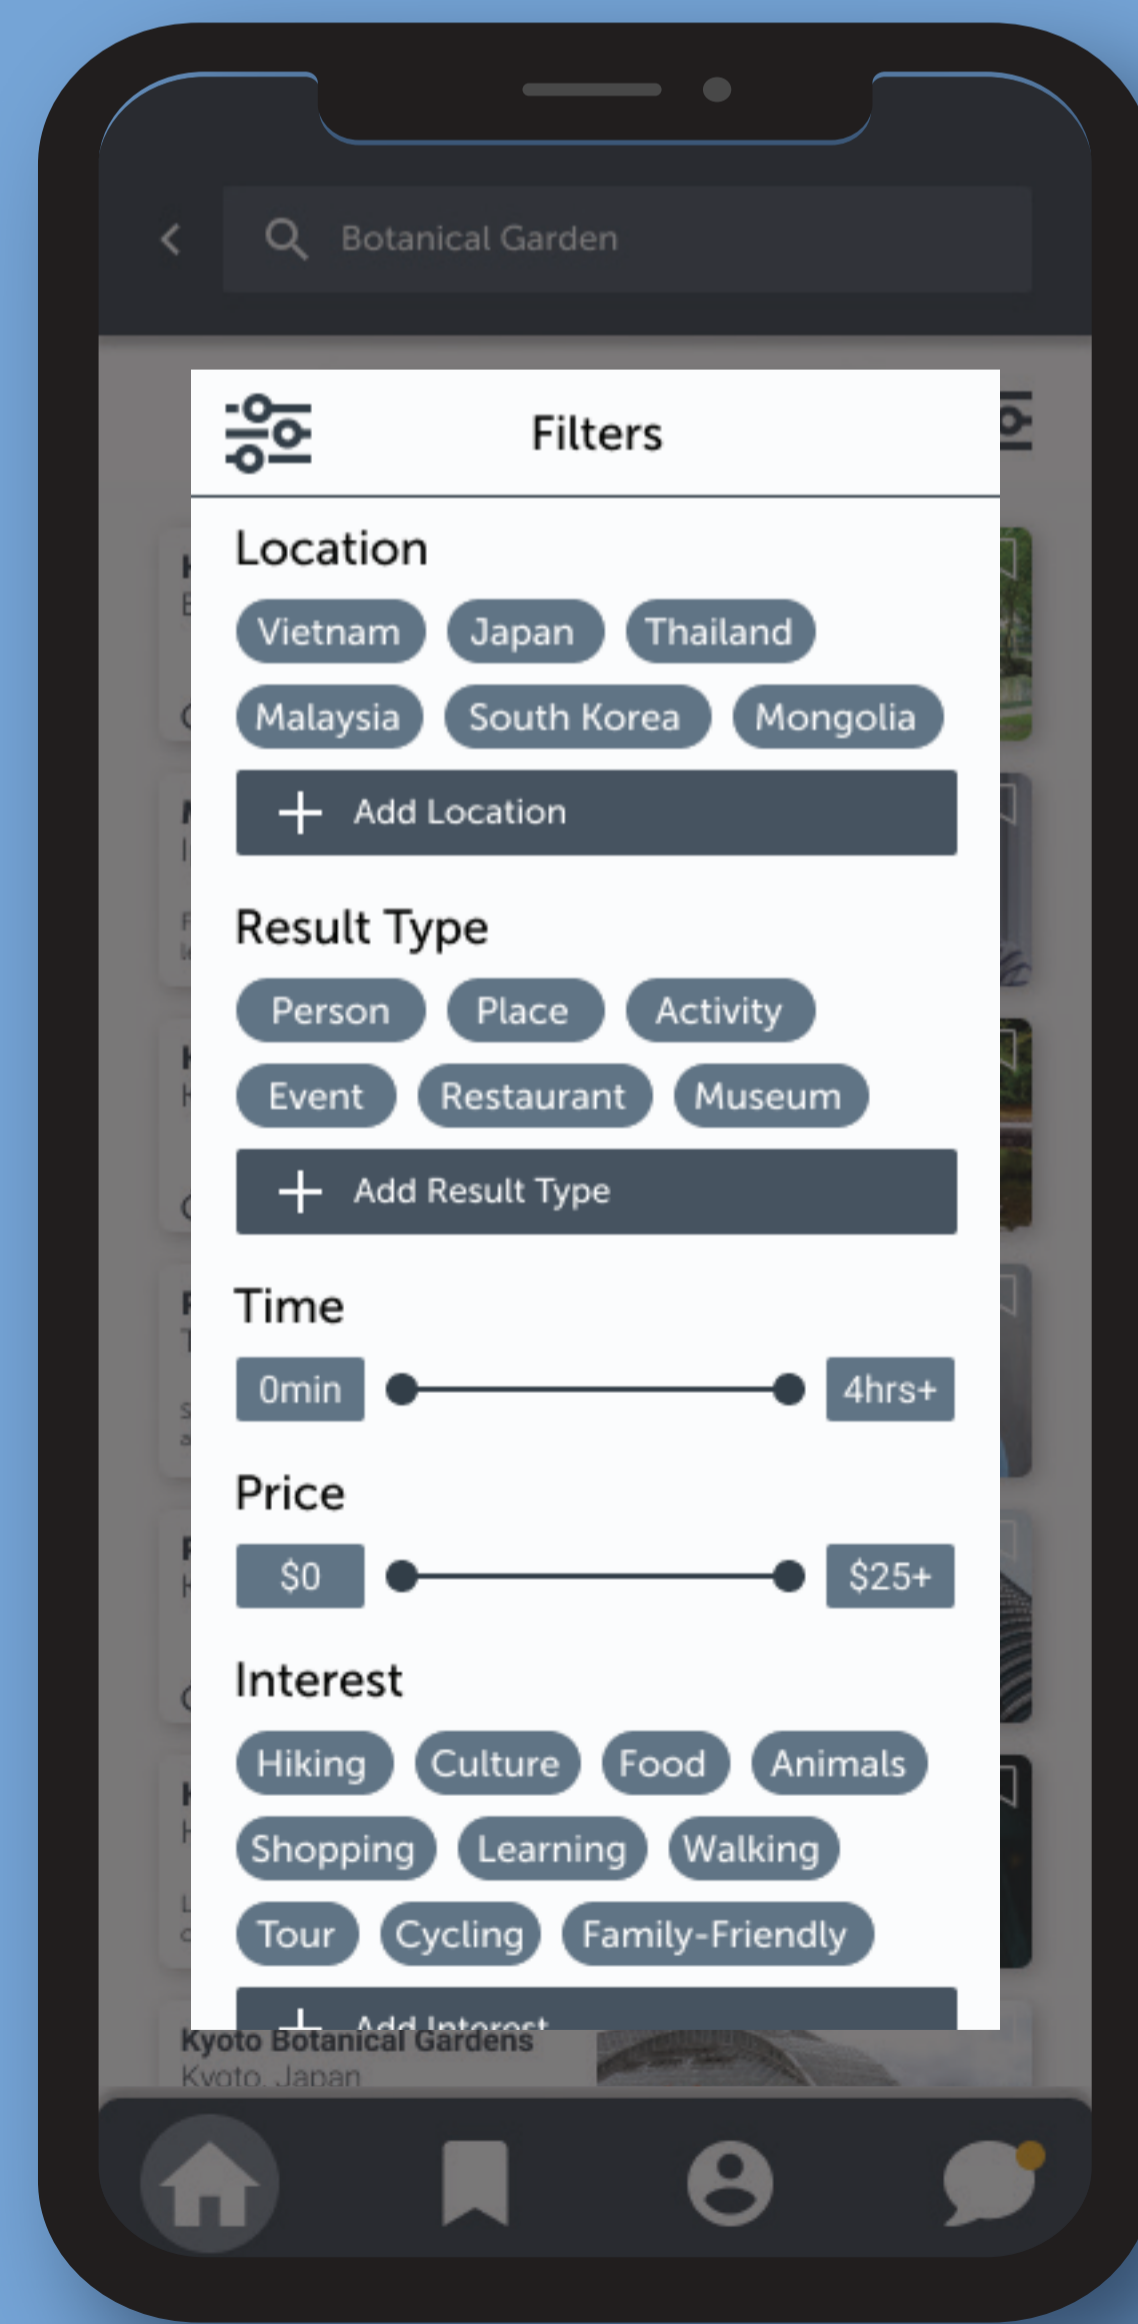 Botanical Garden
Filters
Location
Vietnam Japan Thailand
Malaysia South Korea Mongolia
Add Location
Result Type
Person Place Activity
Event Restaurant Museum
Add Result Type
Time
0min 4hrs+
Price
$0 $25+
Interest
Hiking Culture Food Animals
Shopping Learning Walking
Tour Cycling Family-Friendly
Add Interest
Kyoto Botanical Gardens
Kyoto, Japan